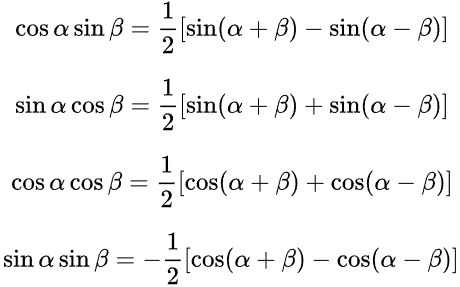 cos α sin β = 1/2 [sin(α + β) − sin(α − β)]
sin α cos β = 1/2 [sin(α + β) + sin(α − β)]
cos α cos β = 1/2 [cos(α + β) + cos(α − β)]
sin α sin β = −1/2 [cos(α + β) − cos(α − β)]